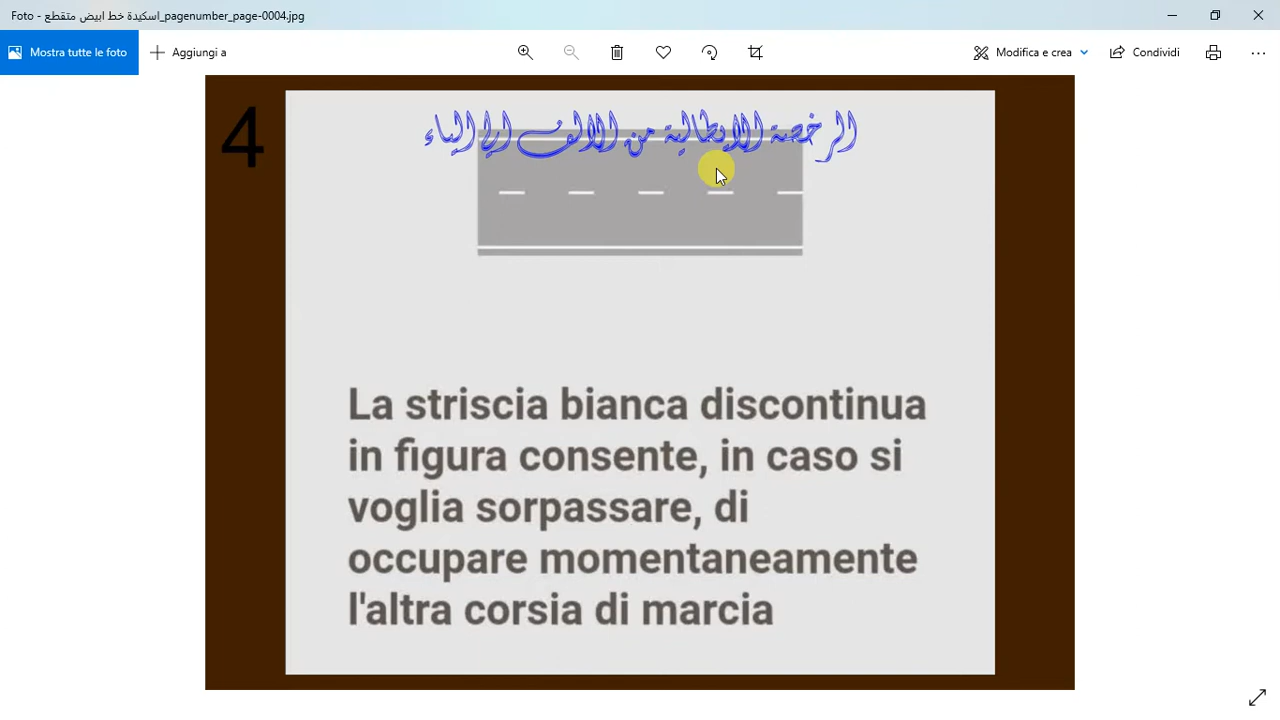 Foto - اسكيدة خط ابيض متقطع_pagenumber_page-0004.jpg
Mostra tutte le foto
Aggiungi a
Modifica e crea
Condividi
4
الرخصة الايطالية من الالف الى الياء
La striscia bianca discontinua
in figura consente, in caso si
voglia sorpassare, di
occupare momentaneamente
l'altra corsia di marcia